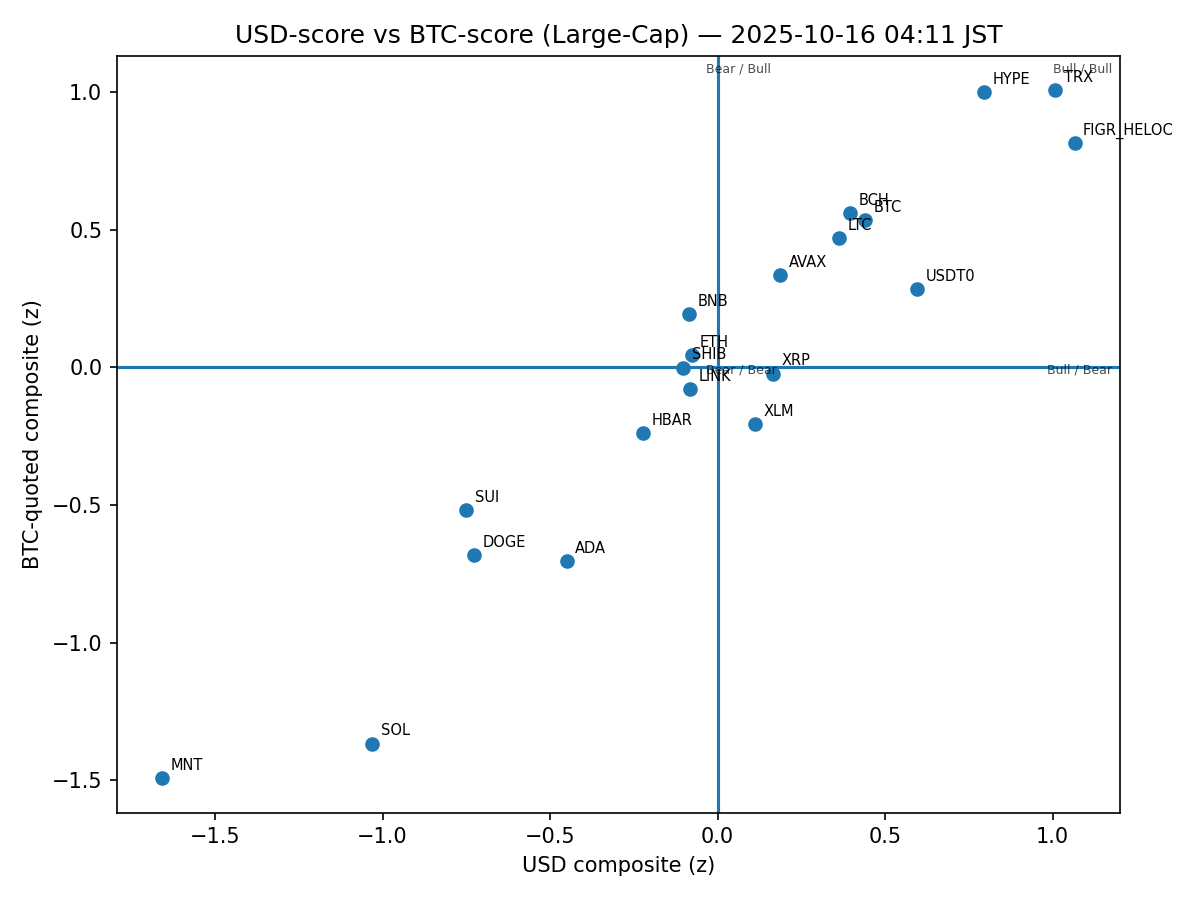 USD-score vs BTC-score (Large-Cap) — 2025-10-16 04:11 JST
Bear / Bull
Bull / Bull
HYPE
TRX
FIGR_HELOC
BCH
BTC
LTC
AVAX
USDT0
BNB
ETH
SHIB
XRP
Bear / Bear
Bull / Bear
LINK
XLM
HBAR
SUI
DOGE
ADA
SOL
MNT
1.0
0.5
0.0
−0.5
−1.0
−1.5
BTC-quoted composite (z)
−1.5
−1.0
−0.5
0.0
0.5
1.0
USD composite (z)